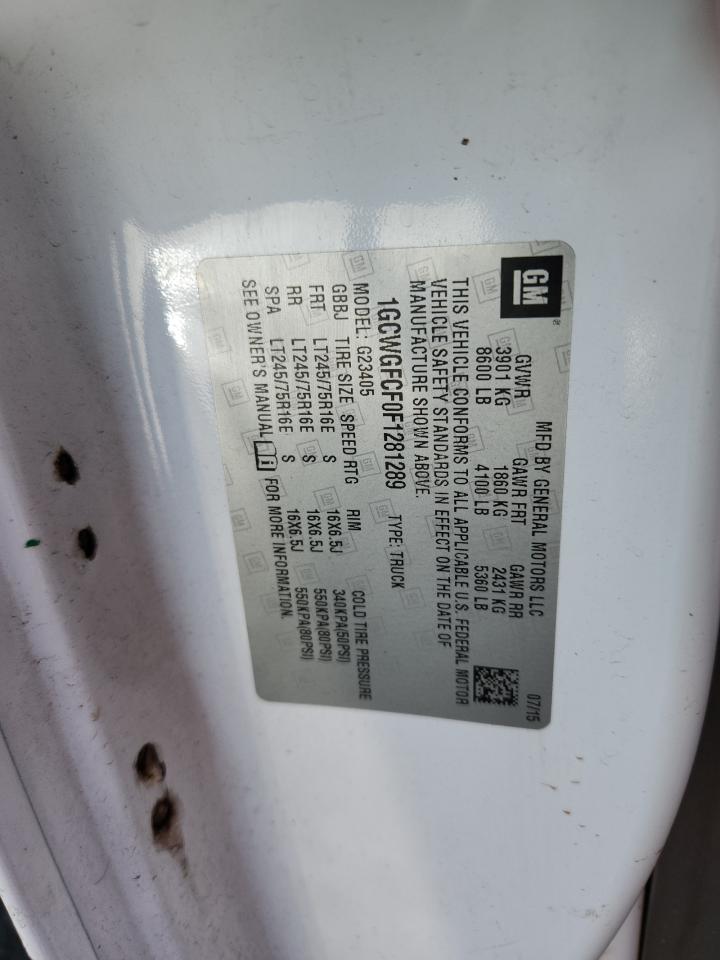 GM®
MFD BY GENERAL MOTORS LLC 07/15
GVWR GAWR FRT GAWR RR
3901 KG 1860 KG 2431 KG
8600 LB 4100 LB 5360 LB
THIS VEHICLE CONFORMS TO ALL APPLICABLE U.S. FEDERAL MOTOR
VEHICLE SAFETY STANDARDS IN EFFECT ON THE DATE OF
MANUFACTURE SHOWN ABOVE.
1GCWGFCF0F1281289 TYPE: TRUCK
MODEL: G23405
GBBJ TIRE SIZE SPEED RTG RIM COLD TIRE PRESSURE
FRT LT245/75R16E S 16X6.5J 340KPA(50PSI)
RR LT245/75R16E S 16X6.5J 550KPA(80PSI)
SPA LT245/75R16E S 16X6.5J 550KPA(80PSI)
SEE OWNER'S MANUAL i FOR MORE INFORMATION.